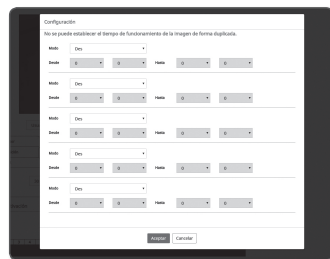 Configuración
No se puede establecer el tiempo de funcionamiento de la imagen de forma duplicada.
Modo Des
Desde 0 0 Hasta 0 0
Modo Des
Desde 0 0 Hasta 0 0
Modo Des
Desde 0 0 Hasta 0 0
Modo Des
Desde 0 0 Hasta 0 0
Modo Des
Desde 0 0 Hasta 0 0
Aceptar Cancelar